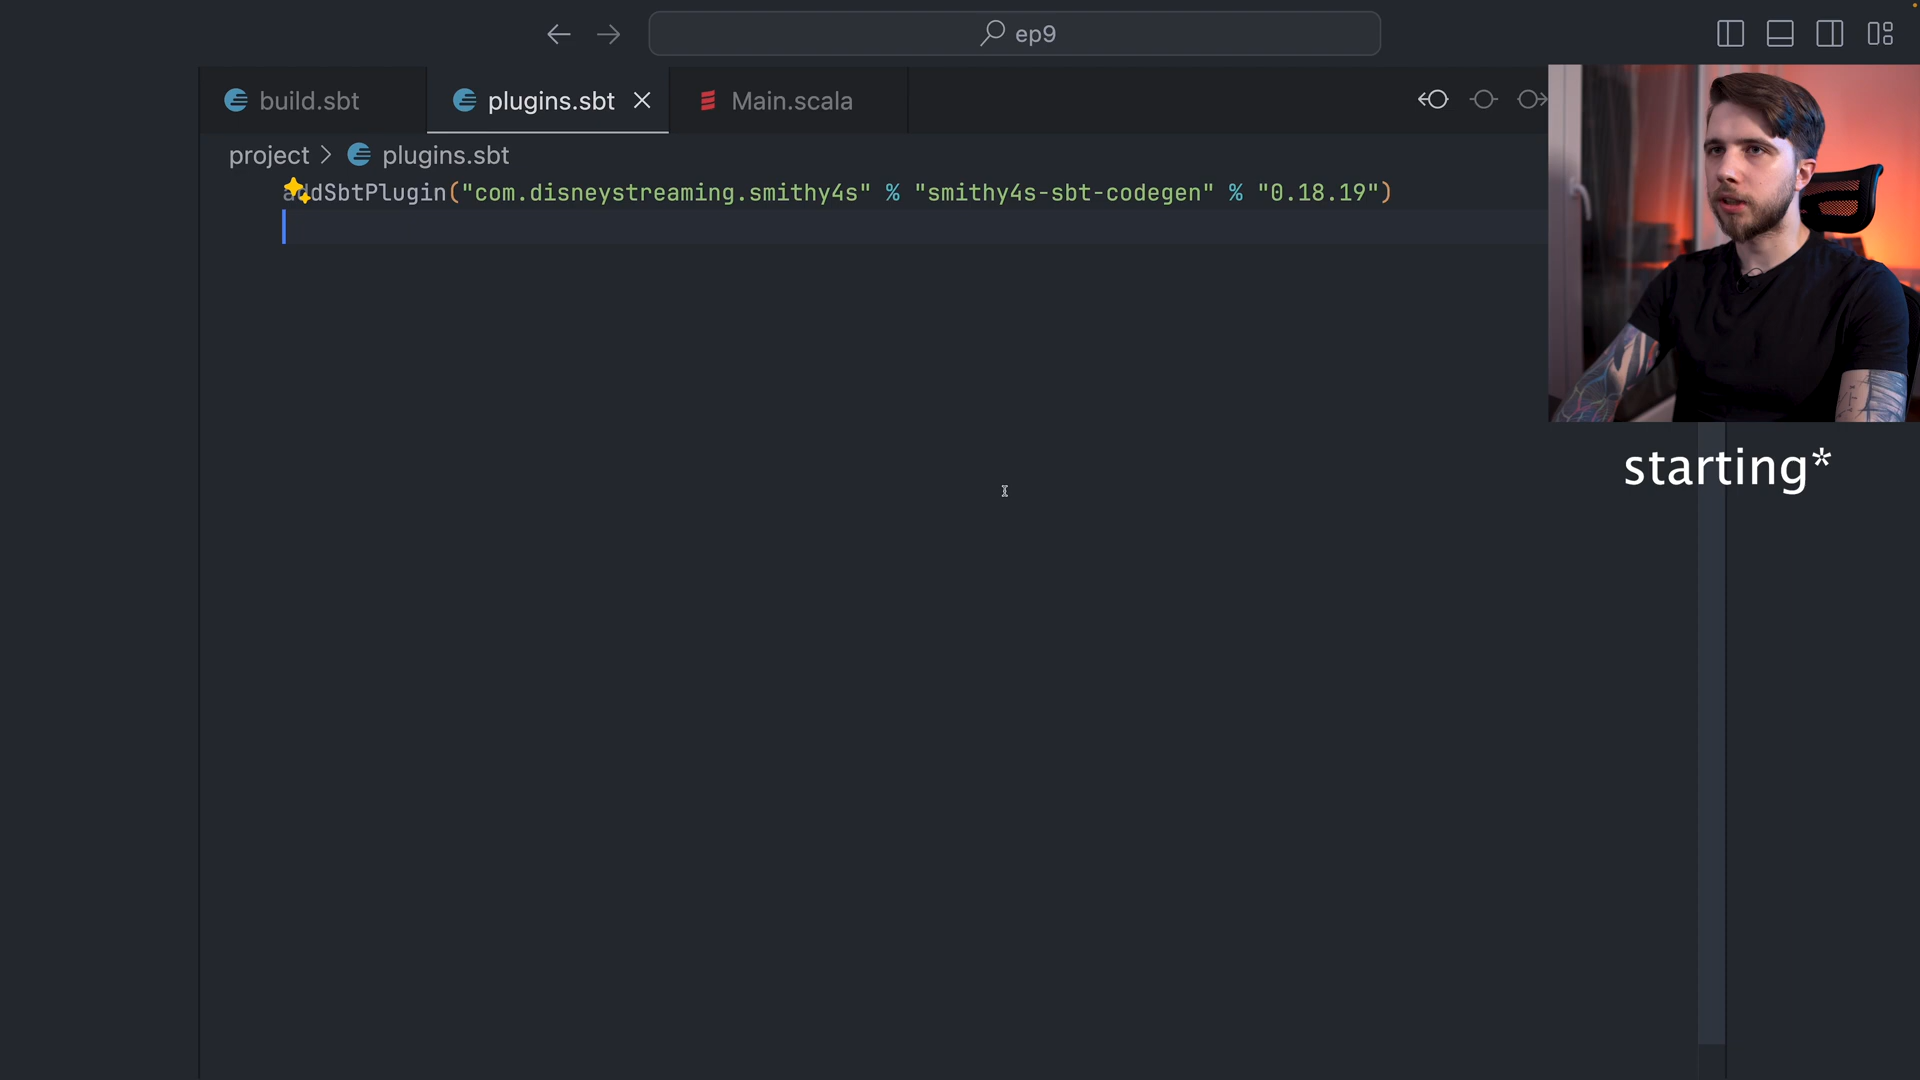 ep9
build.sbt
plugins.sbt
Main.scala
project > plugins.sbt
addSbtPlugin("com.disneystreaming.smithy4s" % "smithy4s-sbt-codegen" % "0.18.19")
starting*